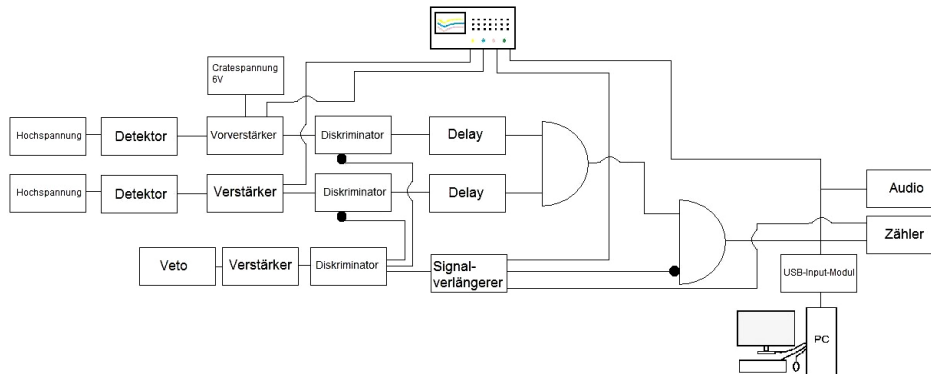 Cratespannung
6V
Hochspannung
Detektor
Vorverstärker
Diskriminator
Delay
Hochspannung
Detektor
Verstärker
Diskriminator
Delay
Audio
Zähler
Veto
Verstärker
Diskriminator
Signal-
verlängerer
USB-Input-Modul
PC